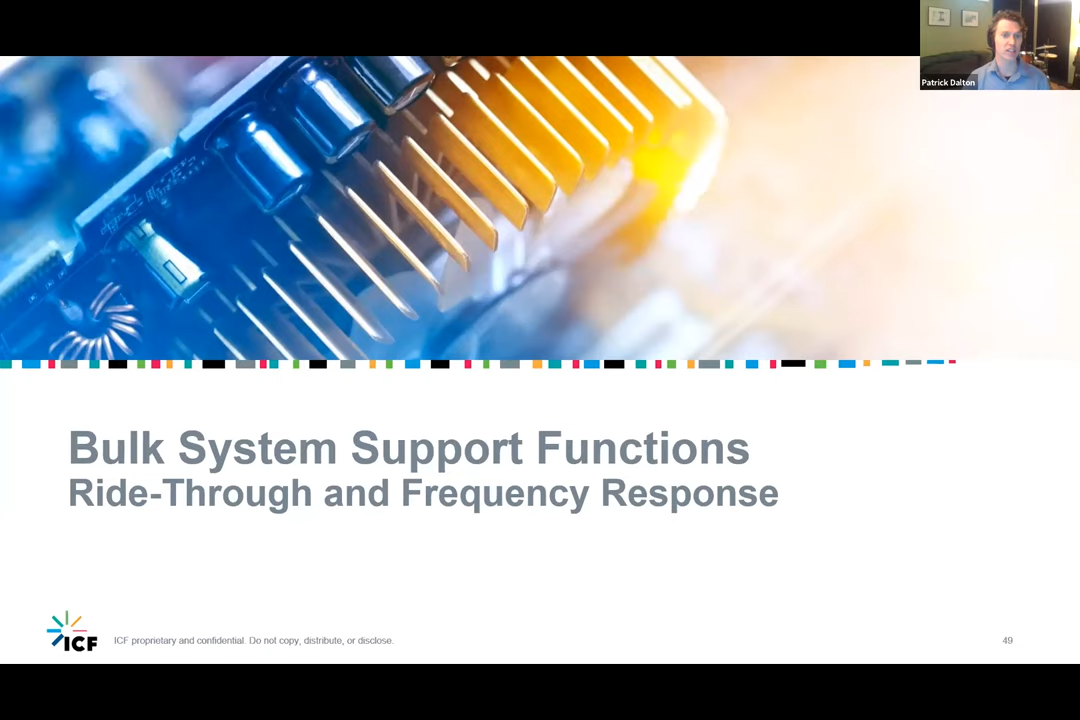 Patrick Dalton
Bulk System Support Functions
Ride-Through and Frequency Response
ICF
ICF proprietary and confidential. Do not copy, distribute, or disclose.
49